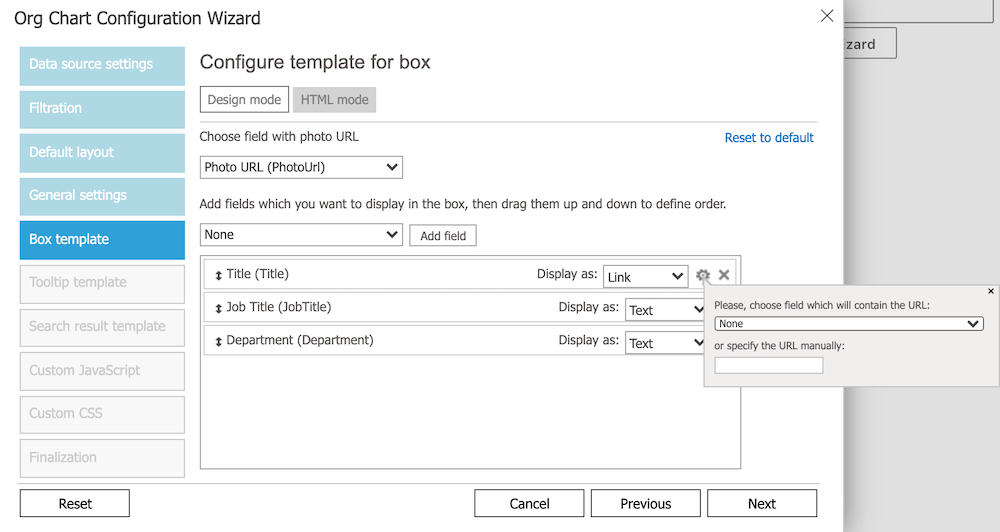 Org Chart Configuration Wizard
zard
Data source settings
Filtration
Default layout
General settings
Box template
Tooltip template
Search result template
Custom JavaScript
Custom CSS
Finalization
Configure template for box
Design mode
HTML mode
Choose field with photo URL
Reset to default
Photo URL (PhotoUrl)
Add fields which you want to display in the box, then drag them up and down to define order.
None
Add field
Title (Title)
Display as:
Link
Job Title (JobTitle)
Display as:
Text
Department (Department)
Display as:
Text
Please, choose field which will contain the URL:
None
or specify the URL manually:
Reset
Cancel
Previous
Next